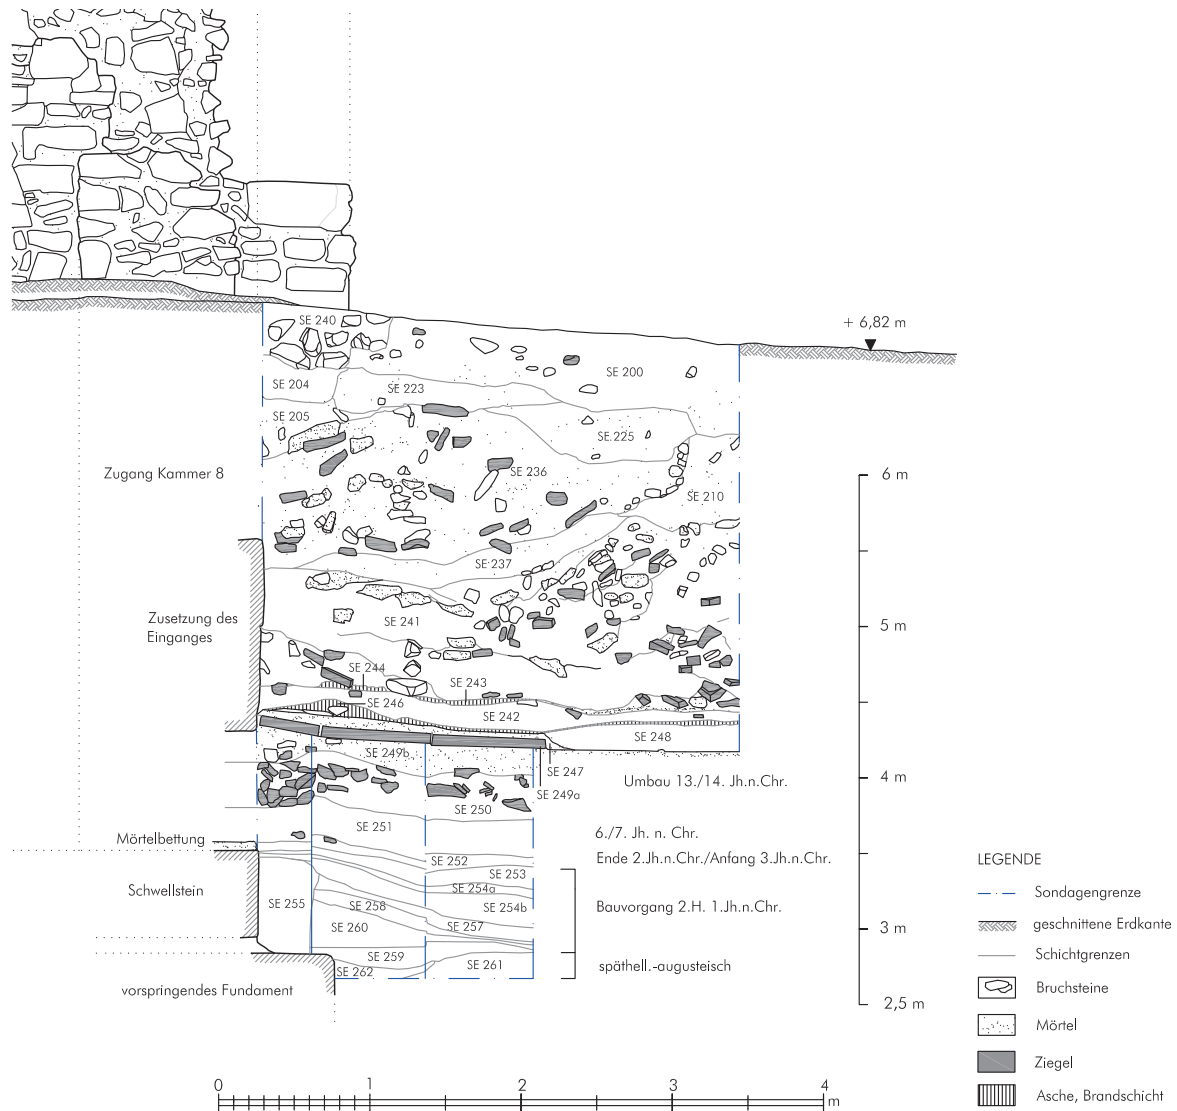 SE 240
+ 6,82 m
SE 200
SE 204
SE 223
SE 205
SE 225
Zugang Kammer 8
SE 236
6 m
SE 210
SE 237
Zusetzung des
Einganges
SE 241
5 m
SE 244
SE 243
SE 246
SE 242
SE 248
SE 249b
SE 247
Umbau 13./14. Jh.n.Chr.
4 m
SE 249a
SE 250
SE 251
Mörtelbettung
6./7. Jh. n. Chr.
SE 252
Ende 2.Jh.n.Chr./Anfang 3.Jh.n.Chr.
SE 253
Schwellstein
SE 254a
SE 255
SE 258
SE 254b
Bauvorgang 2.H. 1.Jh.n.Chr.
SE 260
SE 257
3 m
SE 259
SE 261
späthell.-augusteisch
SE 262
vorspringendes Fundament
2,5 m
LEGENDE
Sondagengrenze
geschnittene Erdkante
Schichtgrenzen
Bruchsteine
Mörtel
Ziegel
Asche, Brandschicht
0 1 2 3 4
m